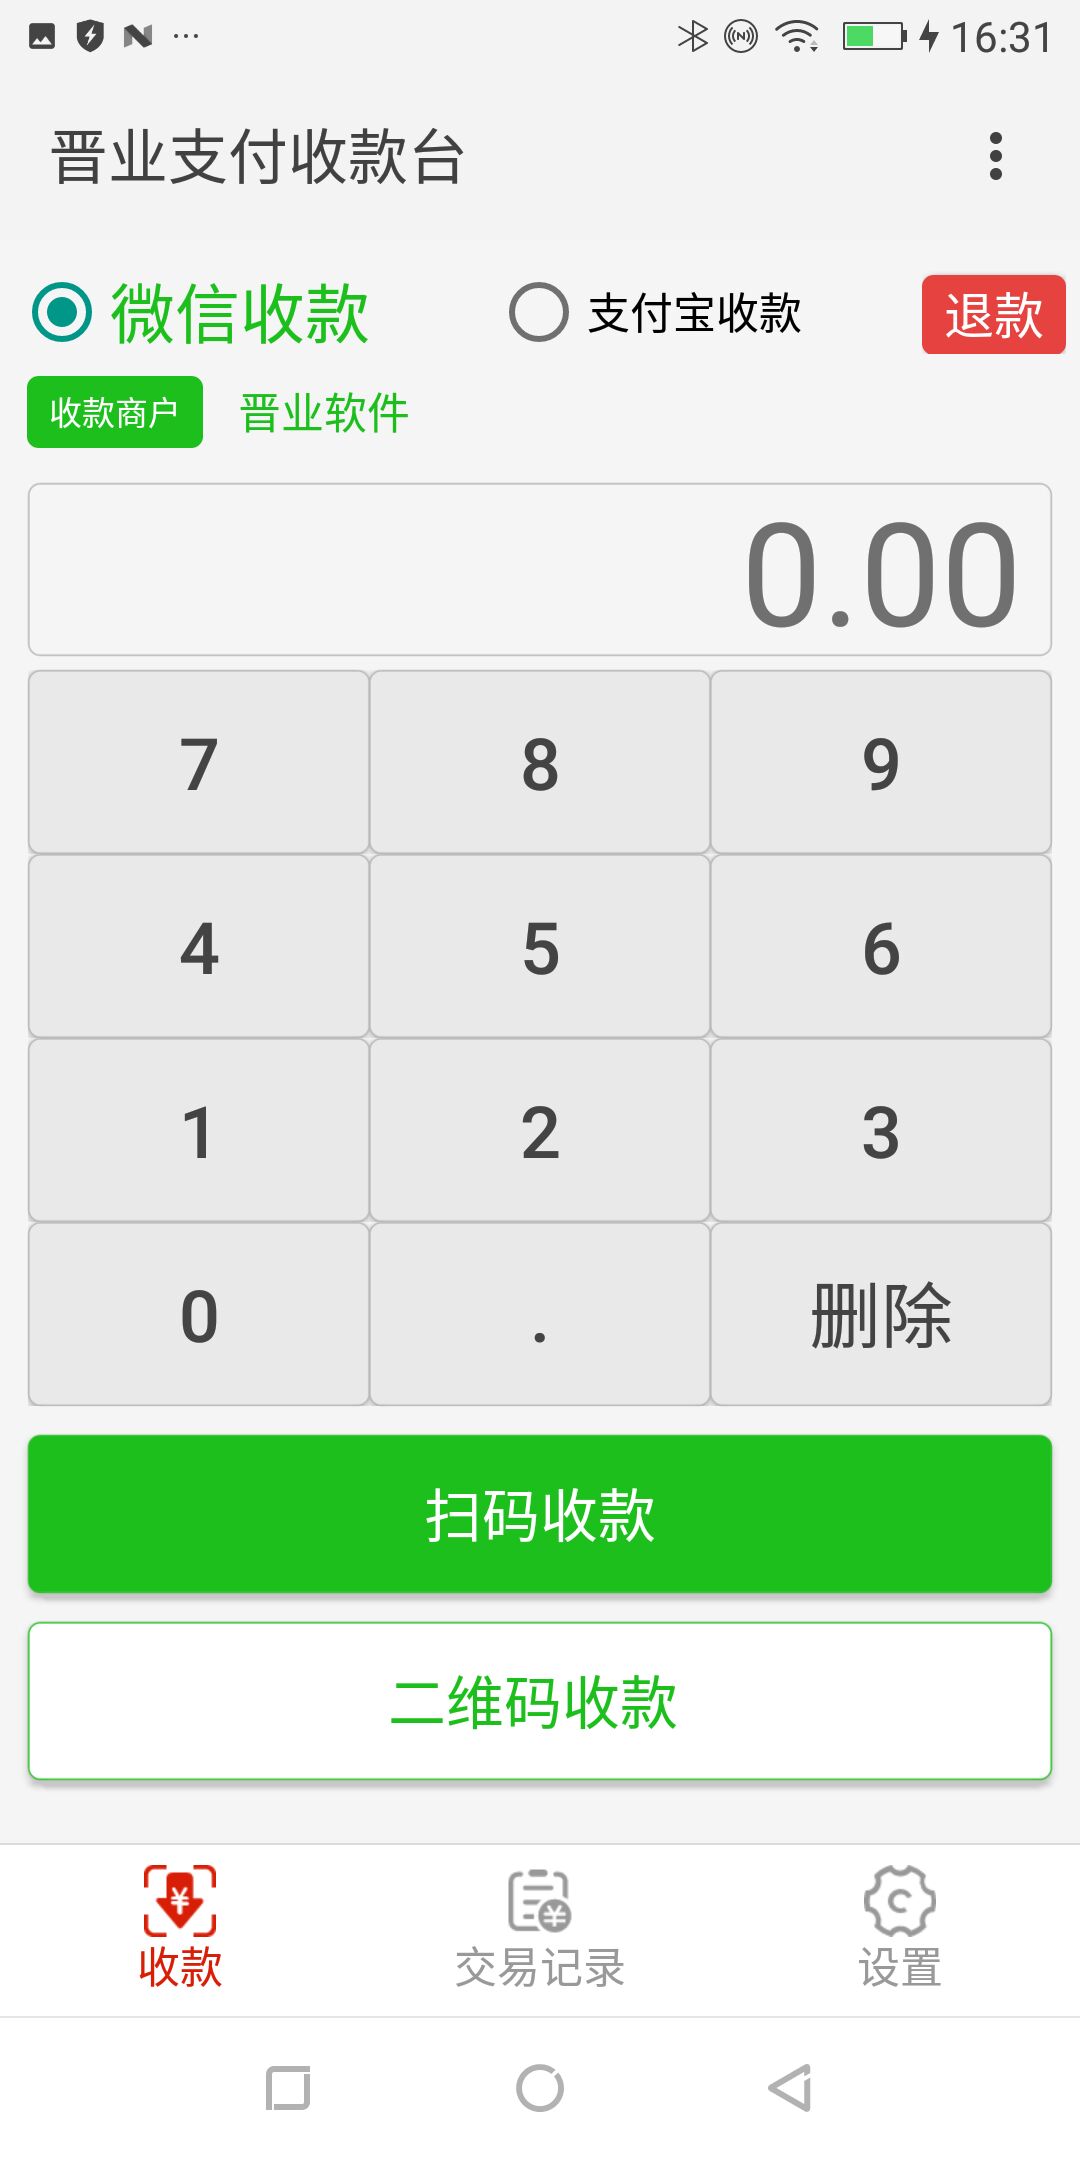 16:31
晋业支付收款台
微信收款 支付宝收款 退款
收款商户 晋业软件
0.00
7 8 9
4 5 6
1 2 3
0 . 删除
扫码收款
二维码收款
收款 交易记录 设置